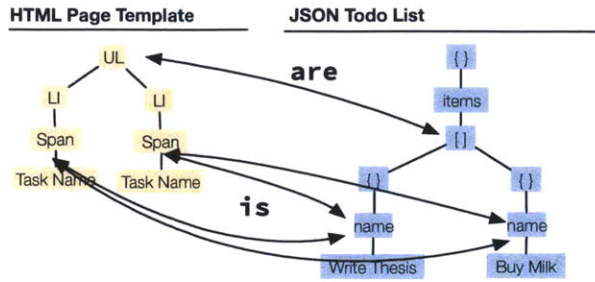 HTML Page Template JSON Todo List
UL
{ }
are
LI LI
items
Span Span
[ ]
Task Name Task Name
{ } { }
is
name name
Write Thesis Buy Milk